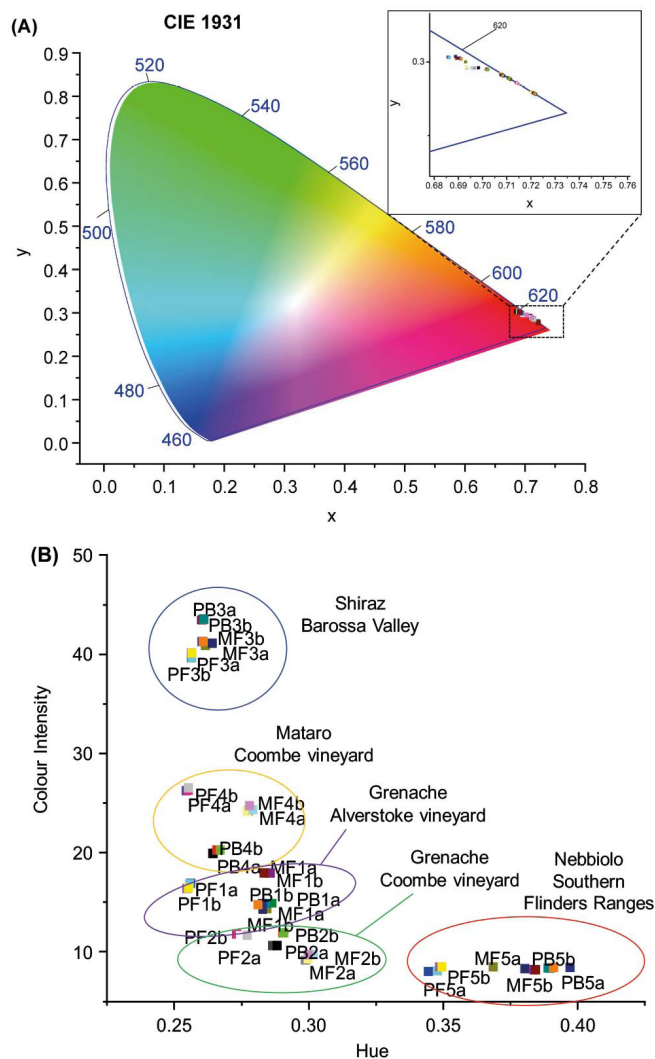 (A)
CIE 1931
0.9
0.8
0.7
0.6
0.5
0.4
0.3
0.2
0.1
0.0
y
0.0 0.1 0.2 0.3 0.4 0.5 0.6 0.7 0.8
x
520
540
560
580
600
620
500
480
460
620
0.3
y
0.68 0.69 0.70 0.71 0.72 0.73 0.74 0.75 0.76
x
(B)
50
40
30
20
10
Colour Intensity
PB3a
PB3b
MF3b
MF3a
PF3a
PF3b
Shiraz
Barossa Valley
Mataro
Coombe vineyard
PF4b
PF4a
MF4b
MF4a
PB4b
PB4a
Grenache
Alverstoke vineyard
MF1a
MF1b
PF1a
PF1b
PB1b
PB1a
MF1a
MF1b
Grenache
Coombe vineyard
PF2b
PB2b
PF2a
PB2a
MF2b
MF2a
Nebbiolo
Southern
Flinders Ranges
MF5a
PB5b
PF5b
PF5a
MF5b
PB5a
0.25 0.30 0.35 0.40
Hue